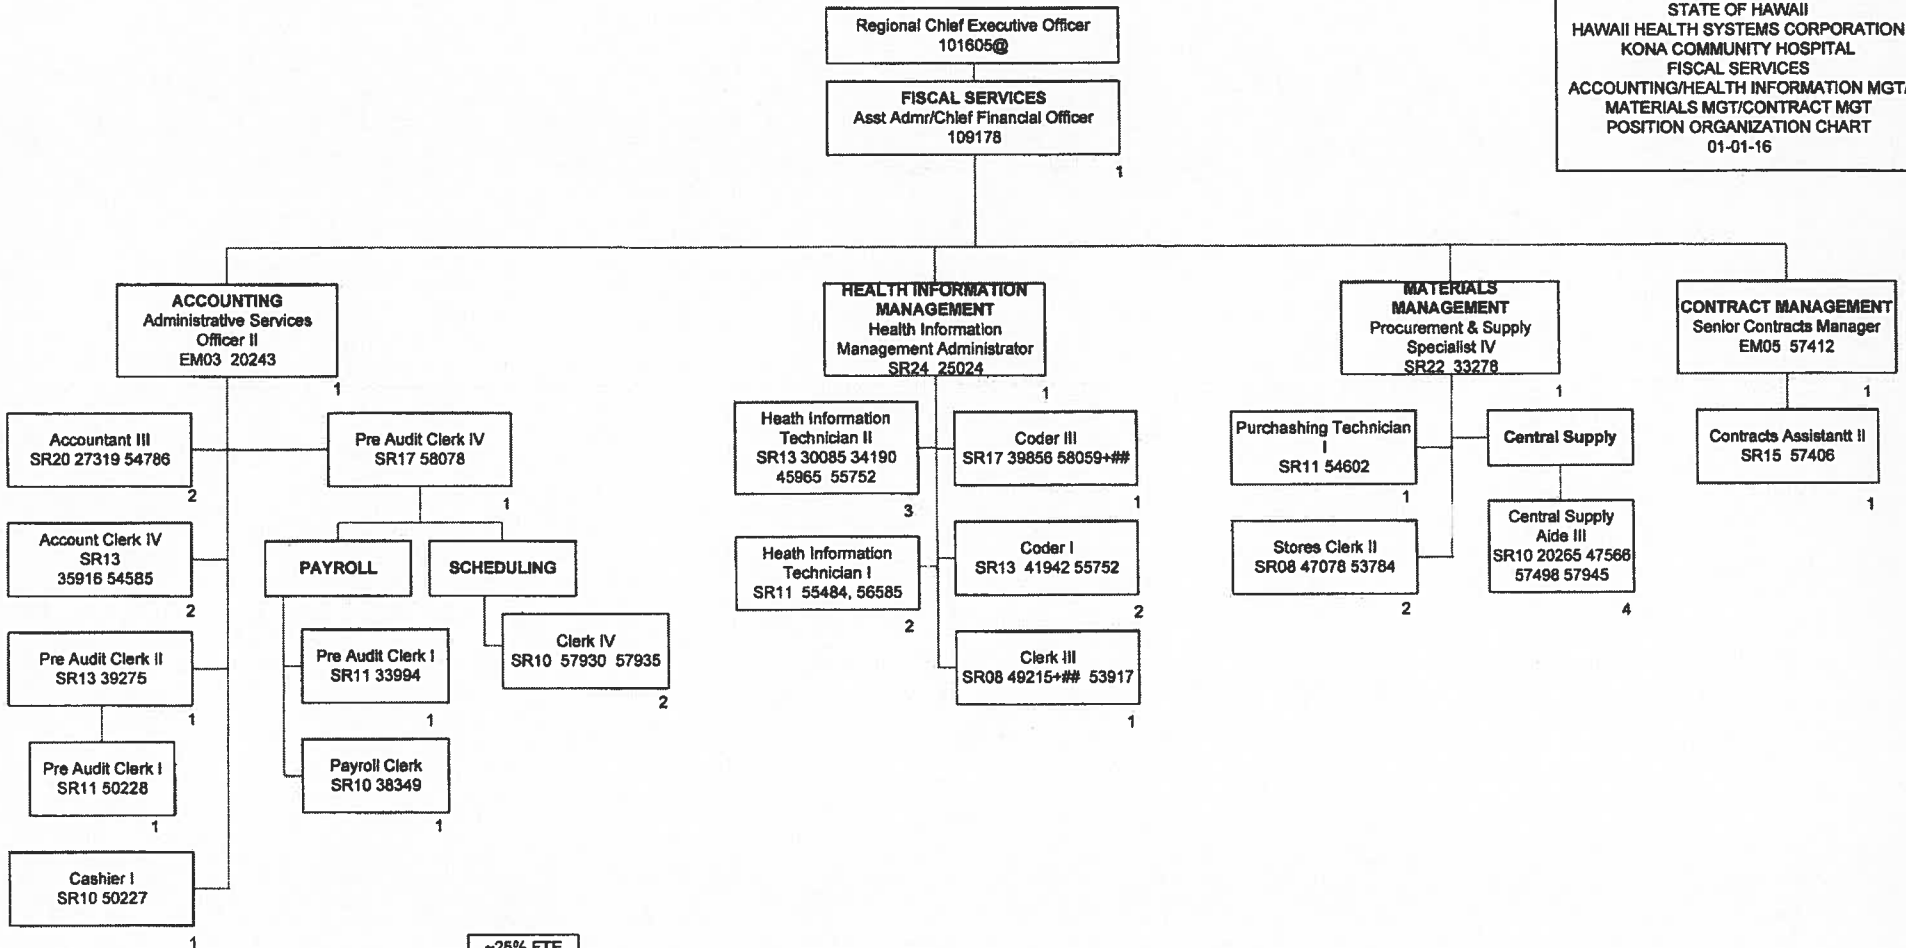 Regional Chief Executive Officer
101605@
FISCAL SERVICES
Asst Admr/Chief Financial Officer
109178
1
STATE OF HAWAII
HAWAII HEALTH SYSTEMS CORPORATION
KONA COMMUNITY HOSPITAL
FISCAL SERVICES
ACCOUNTING/HEALTH INFORMATION MGT/
MATERIALS MGT/CONTRACT MGT
POSITION ORGANIZATION CHART
01-01-16
ACCOUNTING
Administrative Services
Officer II
EM03 20243
1
Accountant III
SR20 27319 54786
2
Pre Audit Clerk IV
SR17 58078
1
Account Clerk IV
SR13
35916 54585
2
PAYROLL
SCHEDULING
Pre Audit Clerk II
SR13 39275
1
Pre Audit Clerk I
SR11 33994
1
Clerk IV
SR10 57930 57935
2
Pre Audit Clerk I
SR11 50228
1
Payroll Clerk
SR10 38349
1
Cashier I
SR10 50227
1
HEALTH INFORMATION
MANAGEMENT
Health Information
Management Administrator
SR24 25024
1
Heath Information
Technician II
SR13 30085 34190
45965 55752
3
Coder III
SR17 39856 58059+##
1
Heath Information
Technician I
SR11 55484, 56585
2
Coder I
SR13 41942 55752
2
Clerk III
SR08 49215+## 53917
1
MATERIALS
MANAGEMENT
Procurement & Supply
Specialist IV
SR22 33278
1
Purchashing Technician
I
SR11 54602
1
Central Supply
Stores Clerk II
SR08 47078 53784
2
Central Supply
Aide III
SR10 20265 47566
57498 57945
4
CONTRACT MANAGEMENT
Senior Contracts Manager
EM05 57412
1
Contracts Assistantt II
SR15 57406
1
~25% FTE